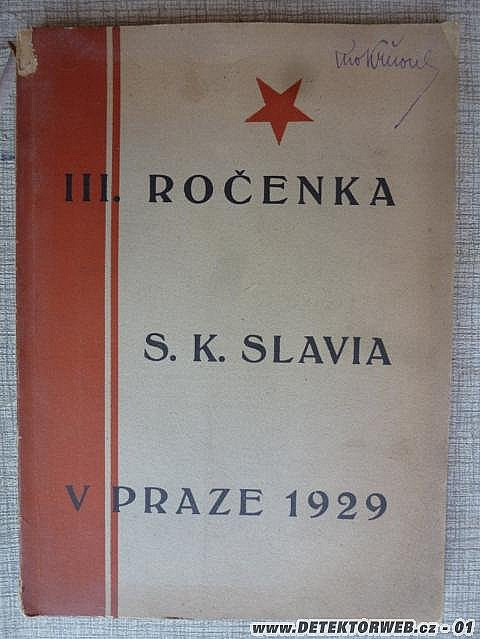 III. ROČENKA
S. K. SLAVIA
V PRAZE 1929
www.DETEKTORWEB.cz - 01